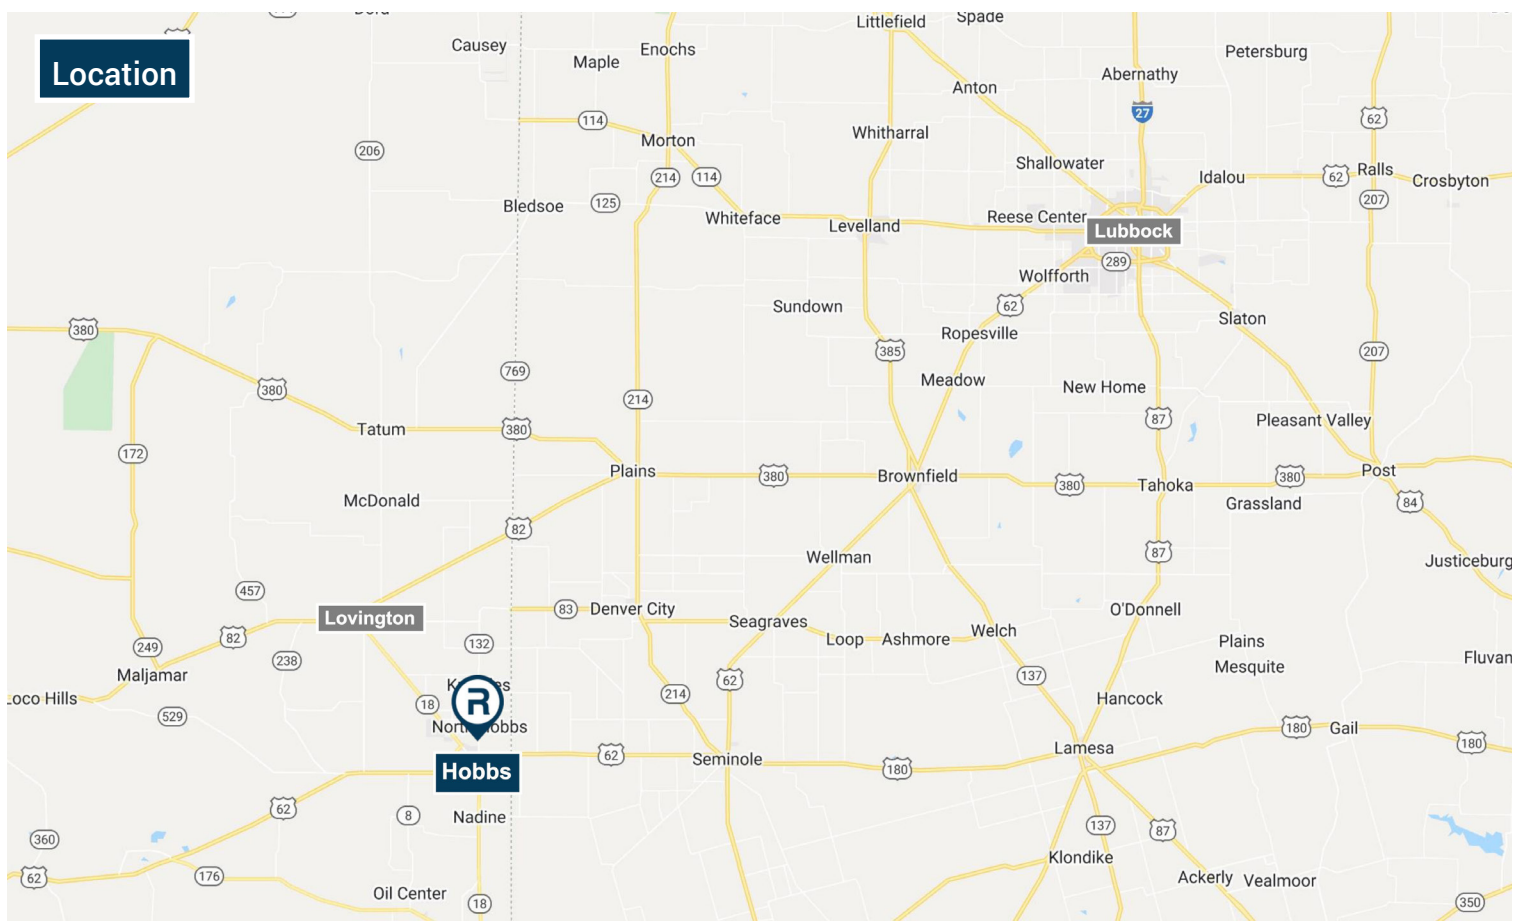 Location
Causey
Maple
Enochs
Littlefield
Spade
Petersburg
Abernathy
Anton
27
62
114
Whitharral
Morton
206
Shallowater
Idalou
62
Ralls
Crosbyton
214
114
207
Bledsoe
125
Whiteface
Levelland
Reese Center
Lubbock
289
Wolfforth
Sundown
62
Slaton
380
Ropesville
385
207
769
Meadow
New Home
380
214
87
Pleasant Valley
Tatum
380
172
Plains
380
Brownfield
380
Tahoka
380
Post
McDonald
Grassland
84
82
Wellman
87
Justiceburg
457
83
Denver City
O'Donnell
Lovington
Seagraves
Loop
Ashmore
Welch
82
249
132
Plains
238
Mesquite
Fluvan
Maljamar
62
137
Loco Hills
214
Hancock
18
R
529
North Hobbs
180
Gail
180
62
Seminole
Lamesa
180
Hobbs
62
8
Nadine
137
87
360
Klondike
62
176
Oil Center
18
Ackerly
Vealmoor
350